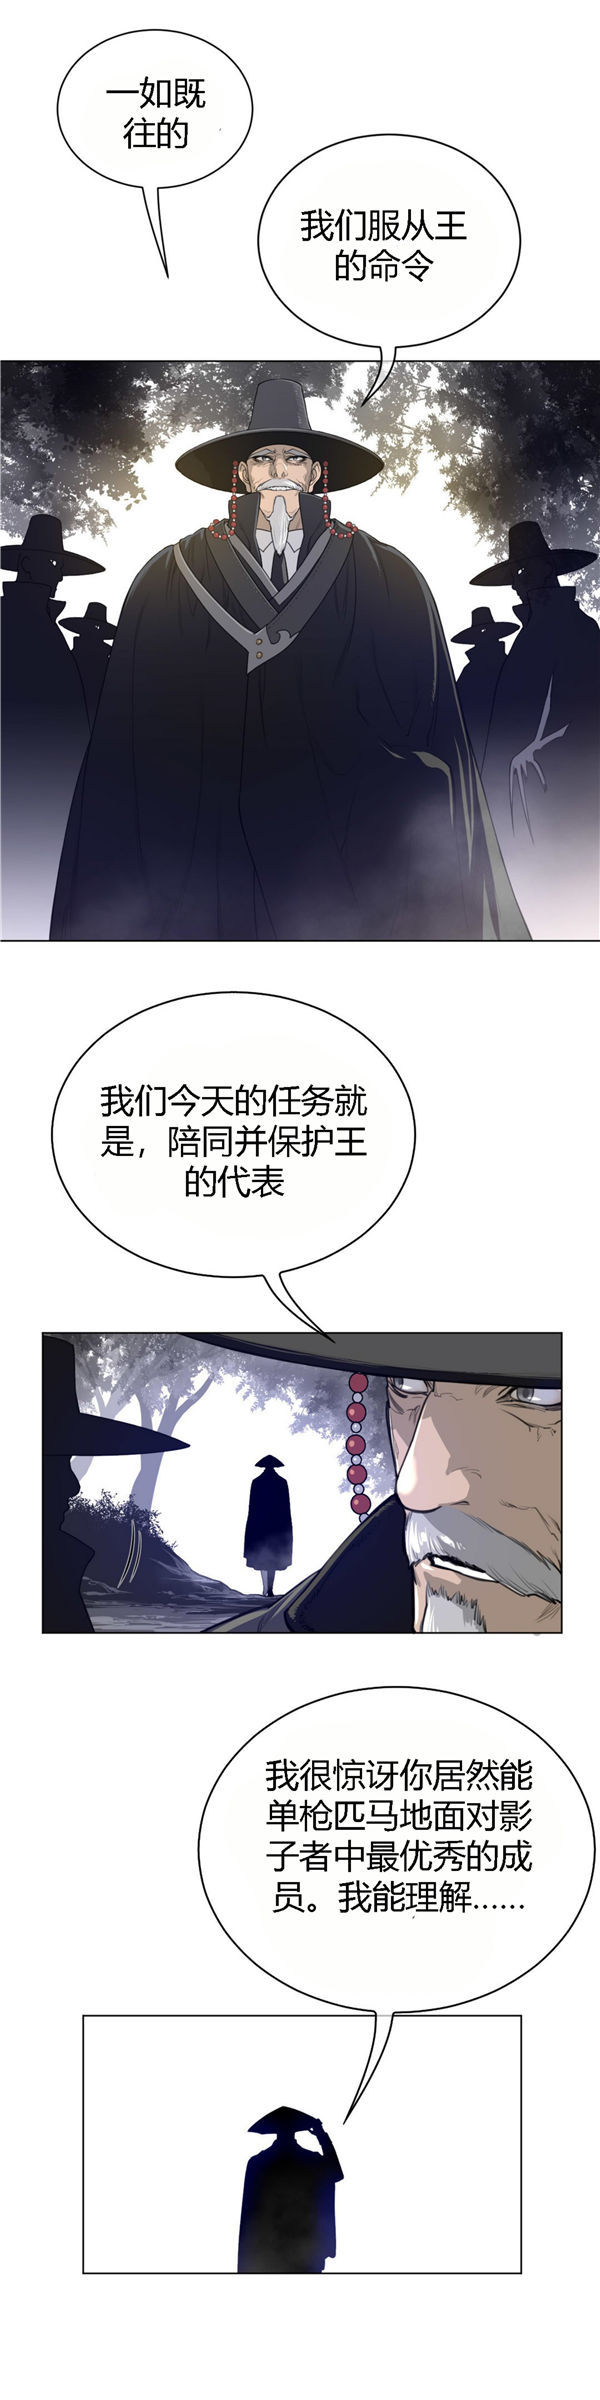 一如既
往的
我们服从王
的命令
我们今天的任务就
是，陪同并保护王
的代表
我很惊讶你居然能
单枪匹马地面对影
子者中最优秀的成
员。我能理解……